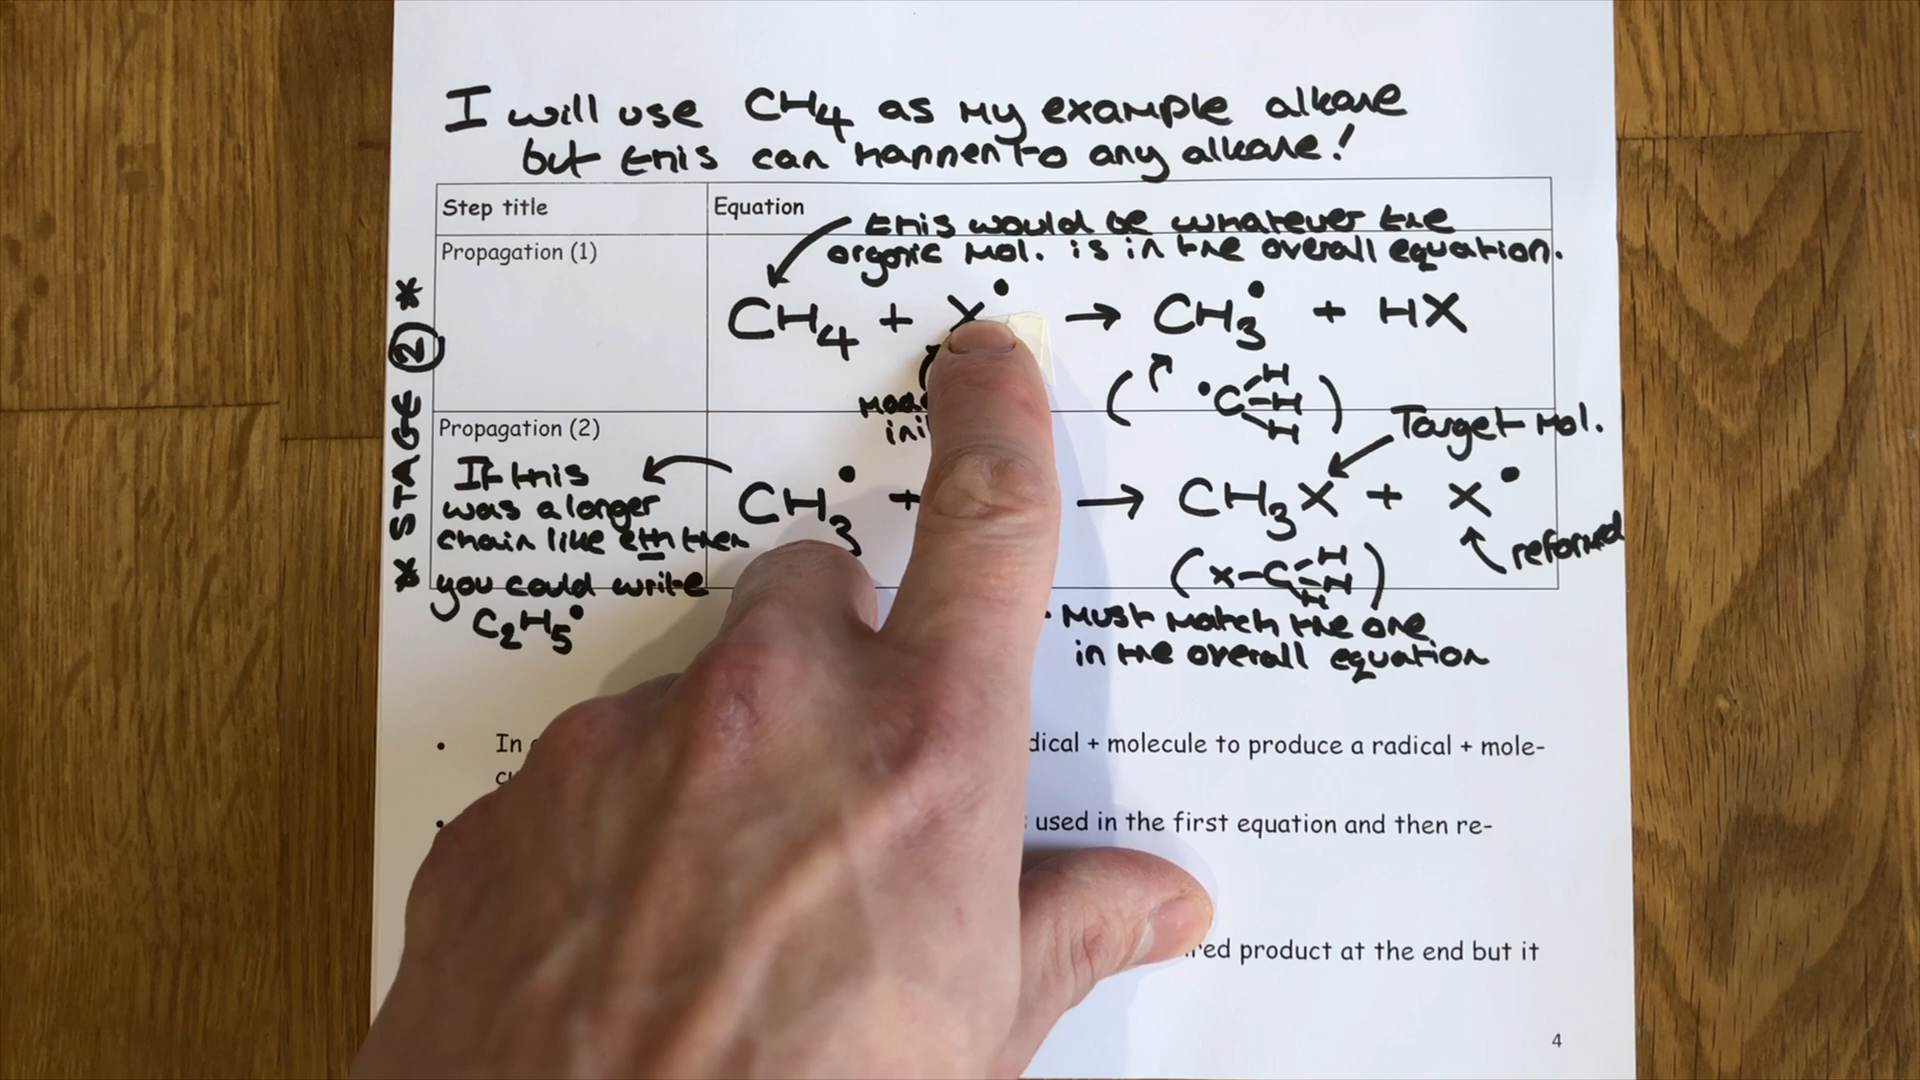 I will use CH₄ as my example alkane
but this can happen to any alkane!
Step title
Equation
this would be whatever the
organic mol. is in the overall equation.
Propagation (1)
* STAGE ② *
CH₄ + X• → CH₃• + HX
( •C-H H H )
Propagation (2)
Target mol.
If this
was a longer
chain like eth then
you could write
C₂H₅•
CH₃• + → CH₃X + X•
reformed
( X-C-H H H )
• Must match the one
in the overall equation
• In
dical + molecule to produce a radical + mole-
used in the first equation and then re-
red product at the end but it
4